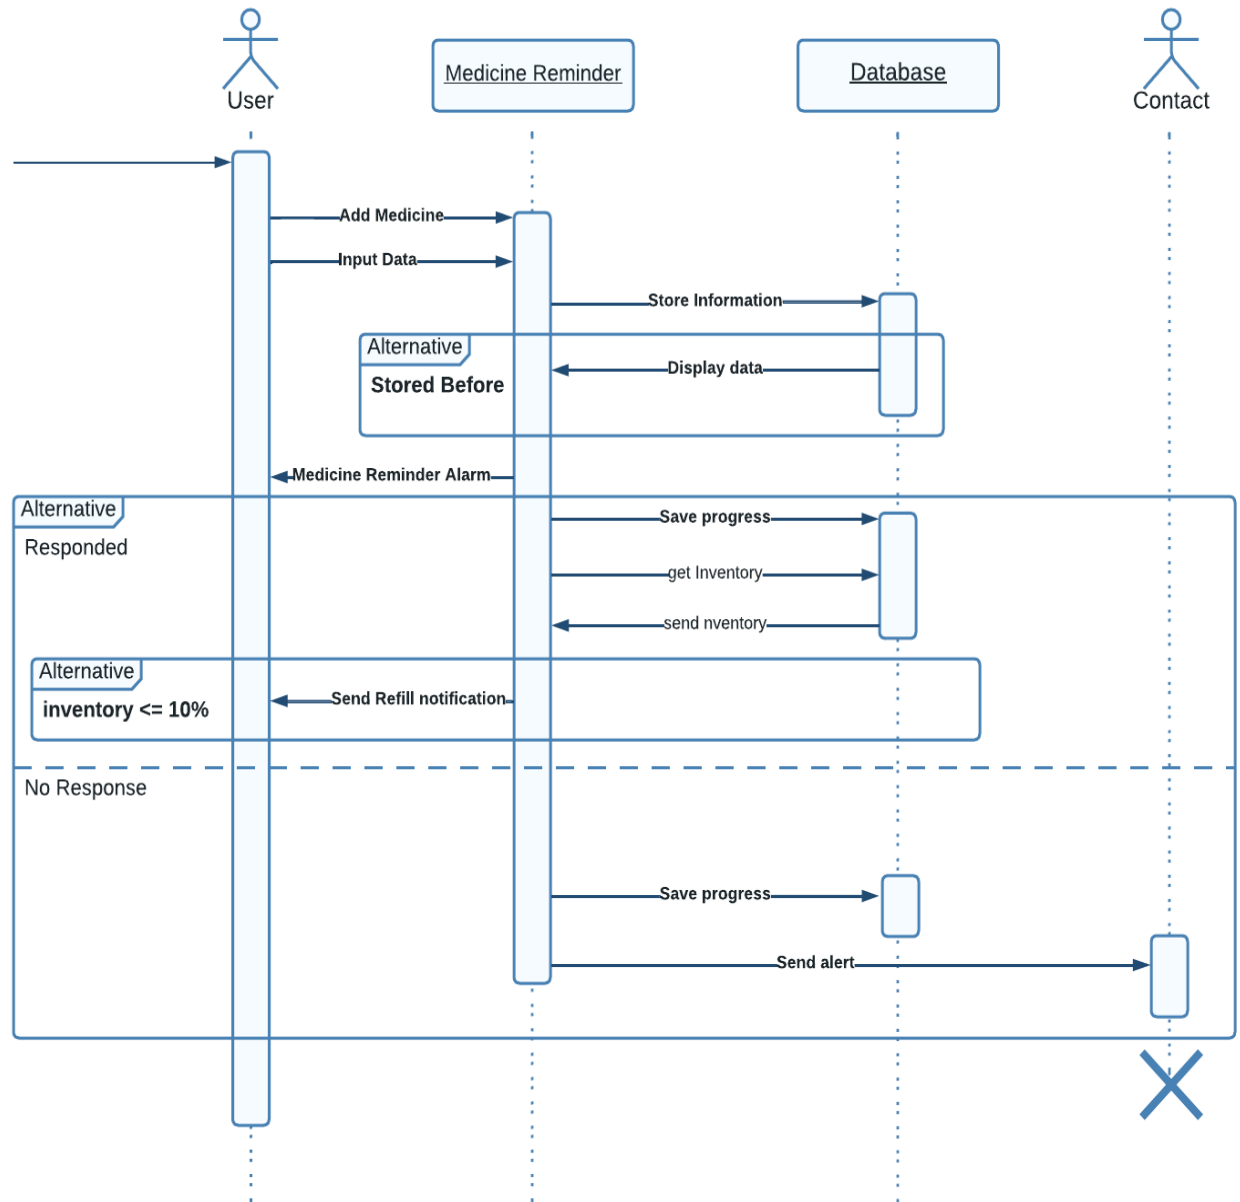 User
Medicine Reminder
Database
Contact
Add Medicine
Input Data
Store Information
Alternative
Stored Before
Display data
Medicine Reminder Alarm
Alternative
Responded
Save progress
get Inventory
send nventory
Alternative
inventory <= 10%
Send Refill notification
No Response
Save progress
Send alert